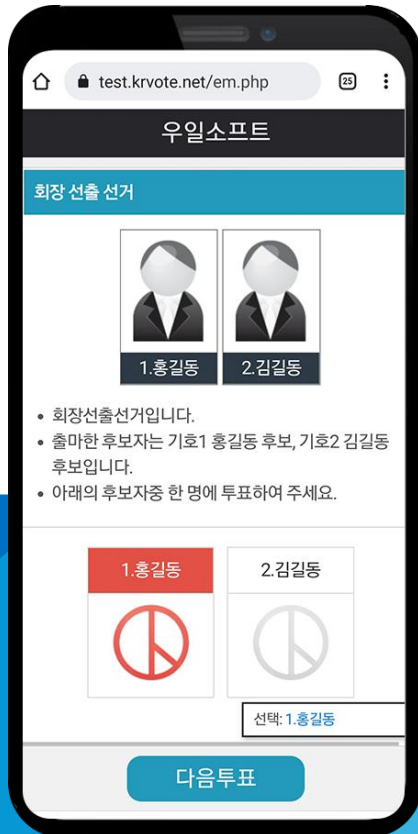 test.krvote.net/em.php
25
우일소프트
회장 선출 선거
1.홍길동 2.김길동
• 회장선출선거입니다.
• 출마한 후보자는 기호1 홍길동 후보, 기호2 김길동
후보입니다.
• 아래의 후보자중 한 명에 투표하여 주세요.
1.홍길동 2.김길동
선택: 1.홍길동
다음투표